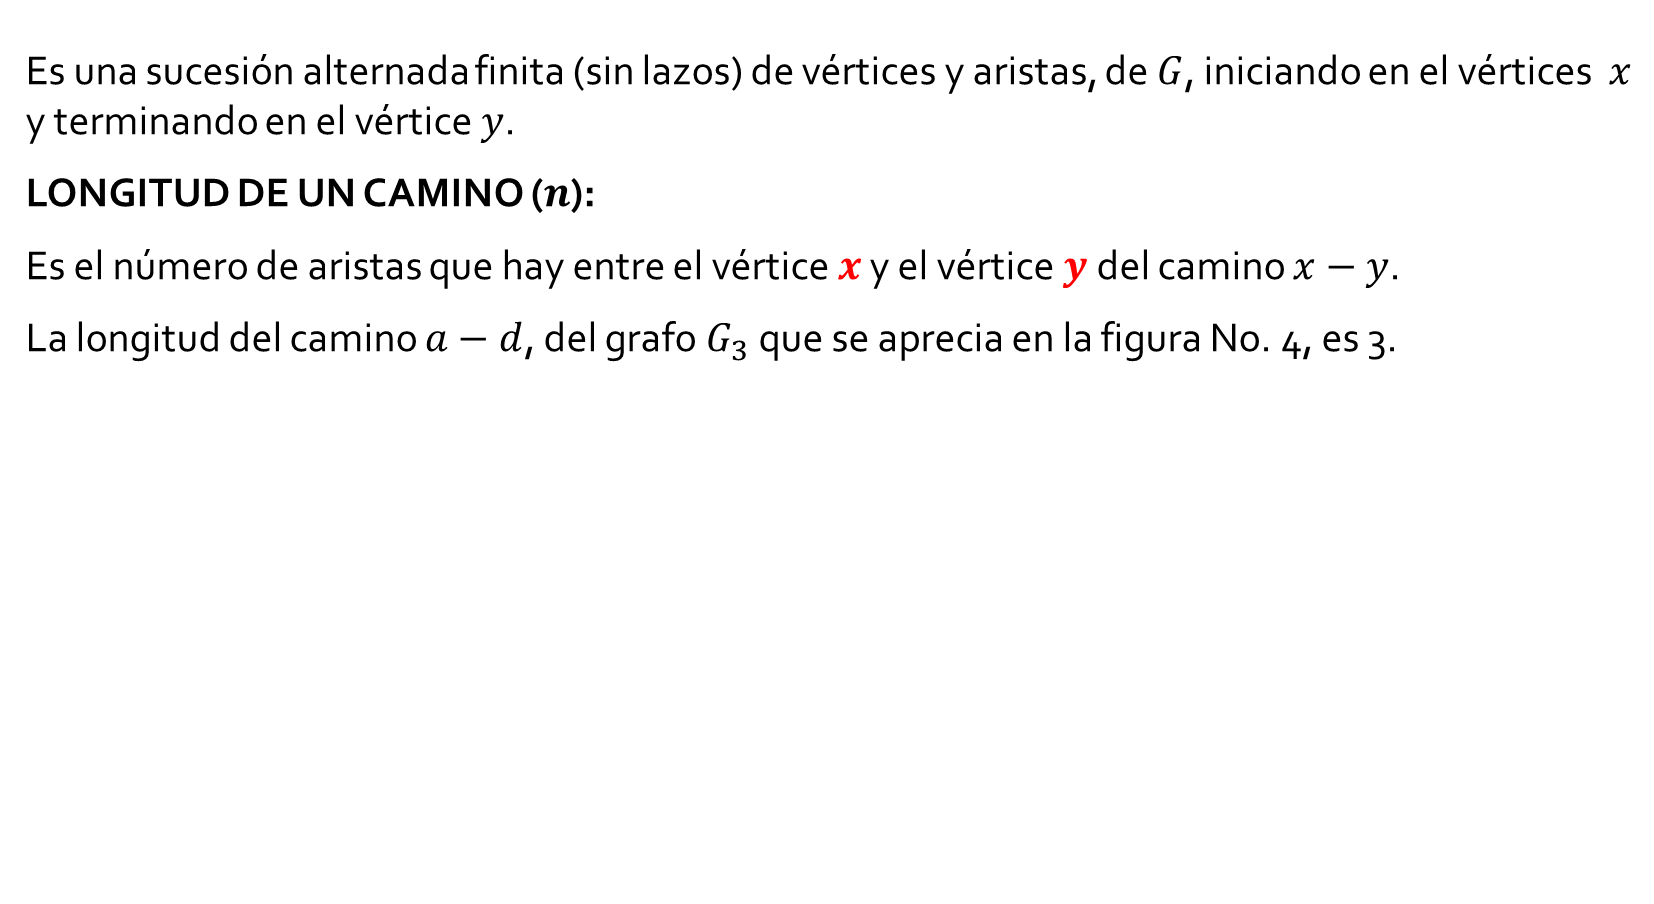 Es una sucesión alternada finita (sin lazos) de vértices y aristas, de G, iniciando en el vértices x
y terminando en el vértice y.
LONGITUD DE UN CAMINO (n):
Es el número de aristas que hay entre el vértice x y el vértice y del camino x − y.
La longitud del camino a − d, del grafo G₃ que se aprecia en la figura No. 4, es 3.